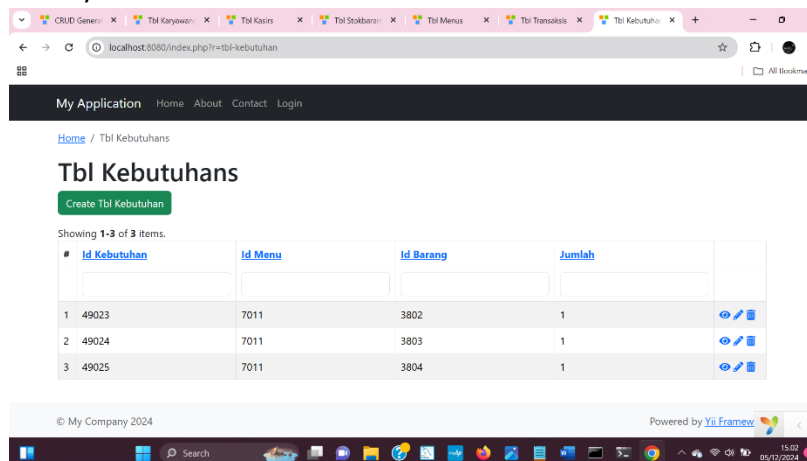 CRUD Genera
Tbl Karyawan
Tbl Kasirs
Tbl Stokbaran
Tbl Menus
Tbl Transaksis
Tbl Kebutuha
localhost:8080/index.php?r=tbl-kebutuhan
All Bookma
My Application Home About Contact Login
Home / Tbl Kebutuhans
Tbl Kebutuhans
Create Tbl Kebutuhan
Showing 1-3 of 3 items.
# Id Kebutuhan Id Menu Id Barang Jumlah
1 49023 7011 3802 1
2 49024 7011 3803 1
3 49025 7011 3804 1
© My Company 2024 Powered by Yii Framew
Search
15.02
05/12/2024